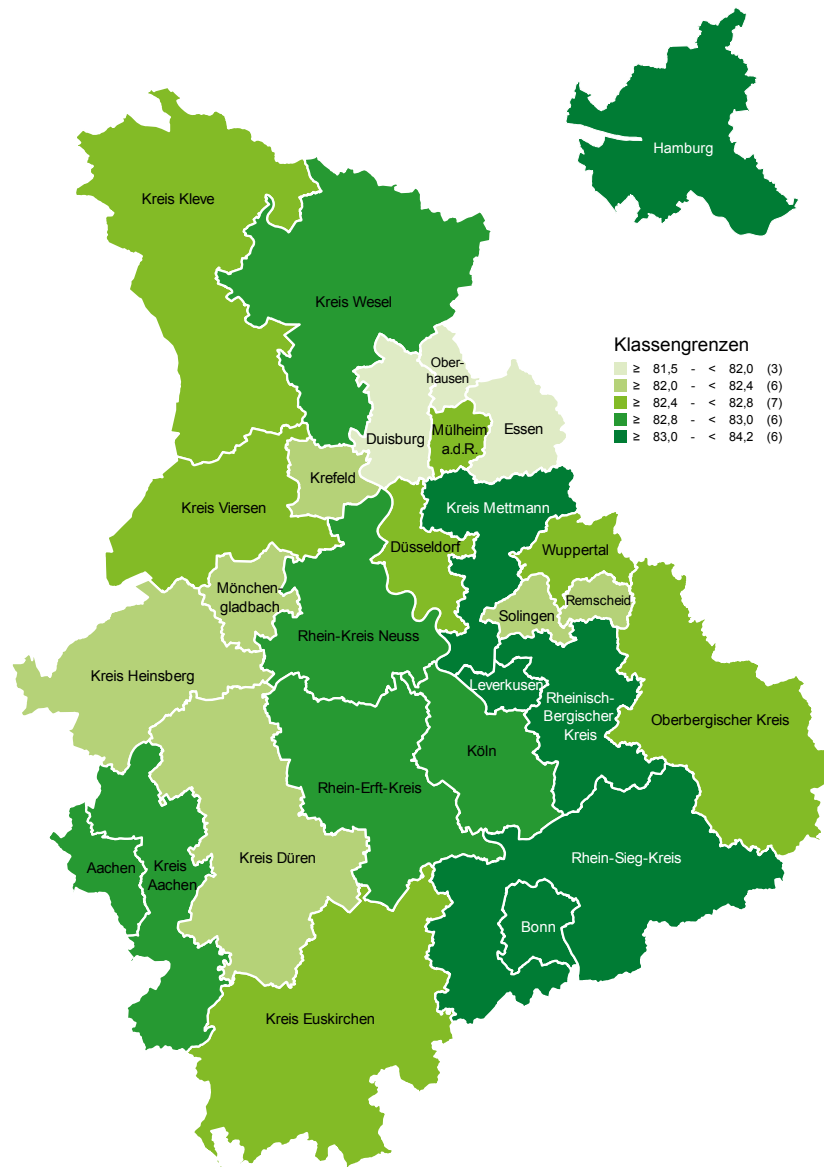 Hamburg
Kreis Kleve
Kreis Wesel
Klassengrenzen
≥ 81,5 - < 82,0 (3)
≥ 82,0 - < 82,4 (6)
≥ 82,4 - < 82,8 (7)
≥ 82,8 - < 83,0 (6)
≥ 83,0 - < 84,2 (6)
Ober-
hausen
Duisburg
Mülheim
a.d.R.
Essen
Krefeld
Kreis Viersen
Kreis Mettmann
Düsseldorf
Wuppertal
Mönchen-
gladbach
Remscheid
Solingen
Rhein-Kreis Neuss
Kreis Heinsberg
Leverkusen
Rheinisch-
Bergischer
Kreis
Oberbergischer Kreis
Köln
Rhein-Erft-Kreis
Kreis Düren
Rhein-Sieg-Kreis
Aachen
Kreis
Aachen
Bonn
Kreis Euskirchen